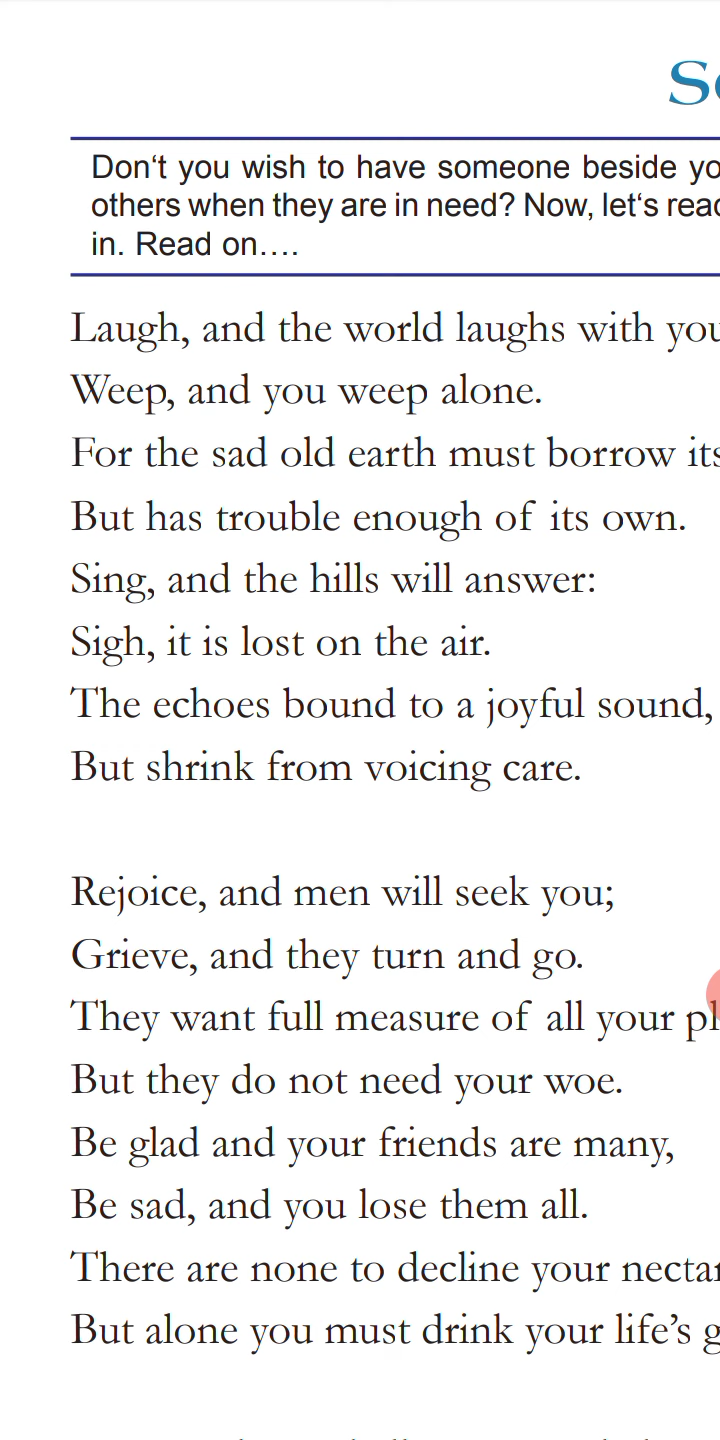 Don‘t you wish to have someone beside
others when they are in need? Now, let‘s
in. Read on….
Laugh, and the world laughs with
Weep, and you weep alone.
For the sad old earth must borrow its
But has trouble enough of its own.
Sing, and the hills will answer:
Sigh, it is lost on the air.
The echoes bound to a joyful sound,
But shrink from voicing care.
Rejoice, and men will seek you;
Grieve, and they turn and go.
They want full measure of all your
But they do not need your woe.
Be glad and your friends are many,
Be sad, and you lose them all.
There are none to decline your
But alone you must drink your life’s